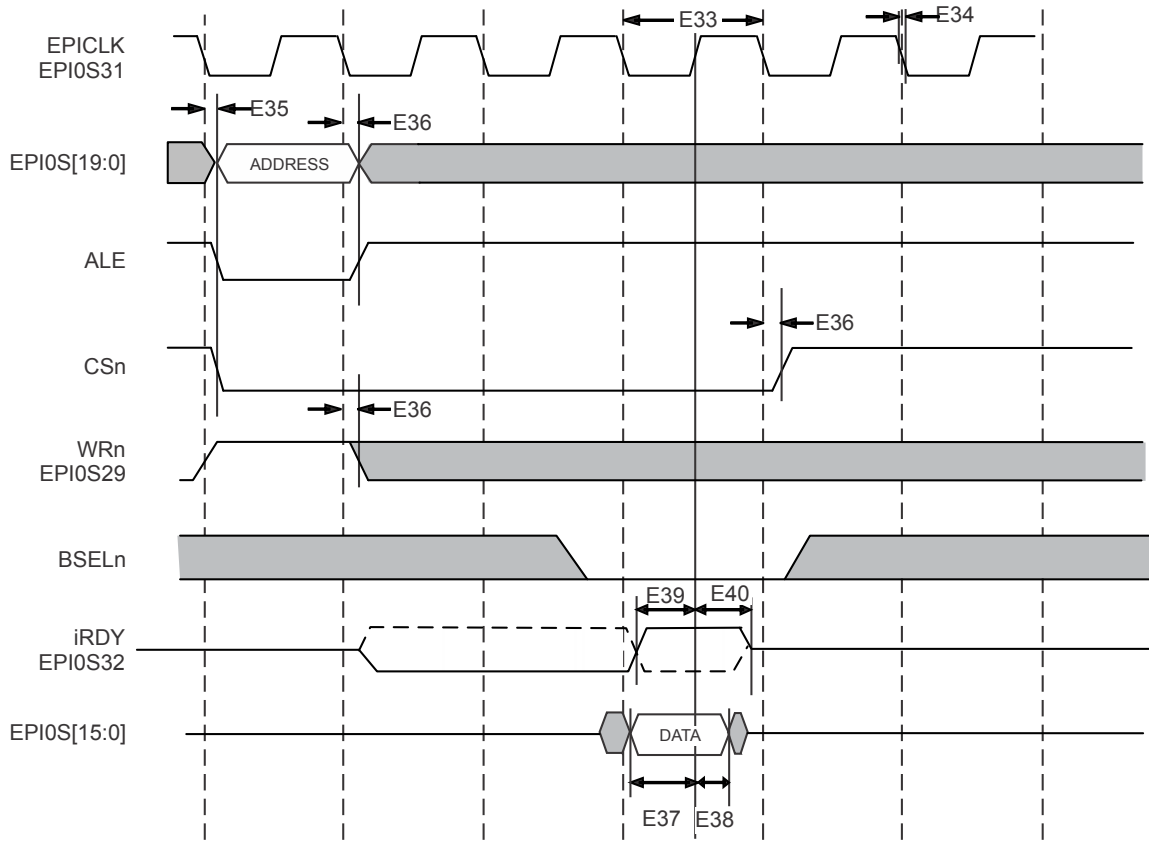 E33
E34
EPICLK
EPI0S31
E35
E36
EPI0S[19:0]
ADDRESS
ALE
E36
CSn
E36
WRn
EPI0S29
BSELn
E39
E40
iRDY
EPI0S32
EPI0S[15:0]
DATA
E37
E38